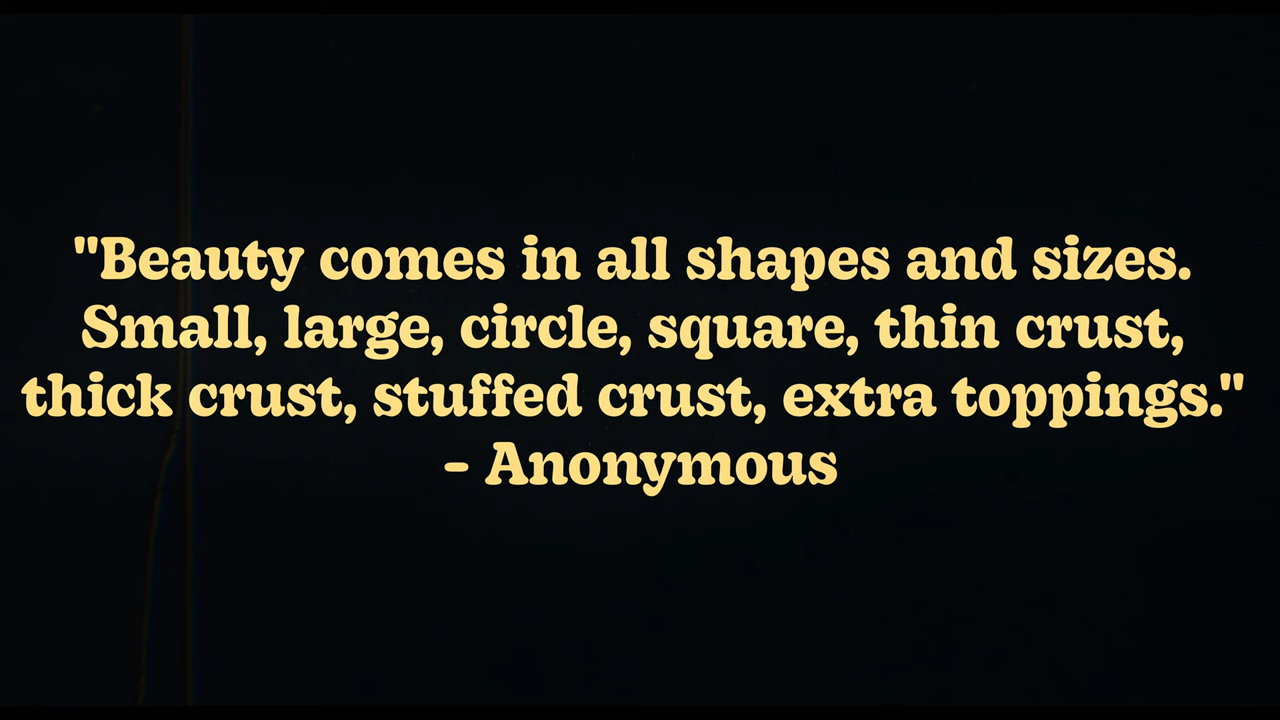 "Beauty comes in all shapes and sizes.
Small, large, circle, square, thin crust,
thick crust, stuffed crust, extra toppings."
- Anonymous